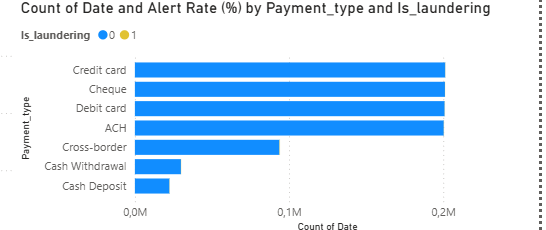 Count of Date and Alert Rate (%) by Payment_type and Is_laundering
Is_laundering 0 1
Payment_type
Credit card
Cheque
Debit card
ACH
Cross-border
Cash Withdrawal
Cash Deposit
0,0M 0,1M 0,2M
Count of Date